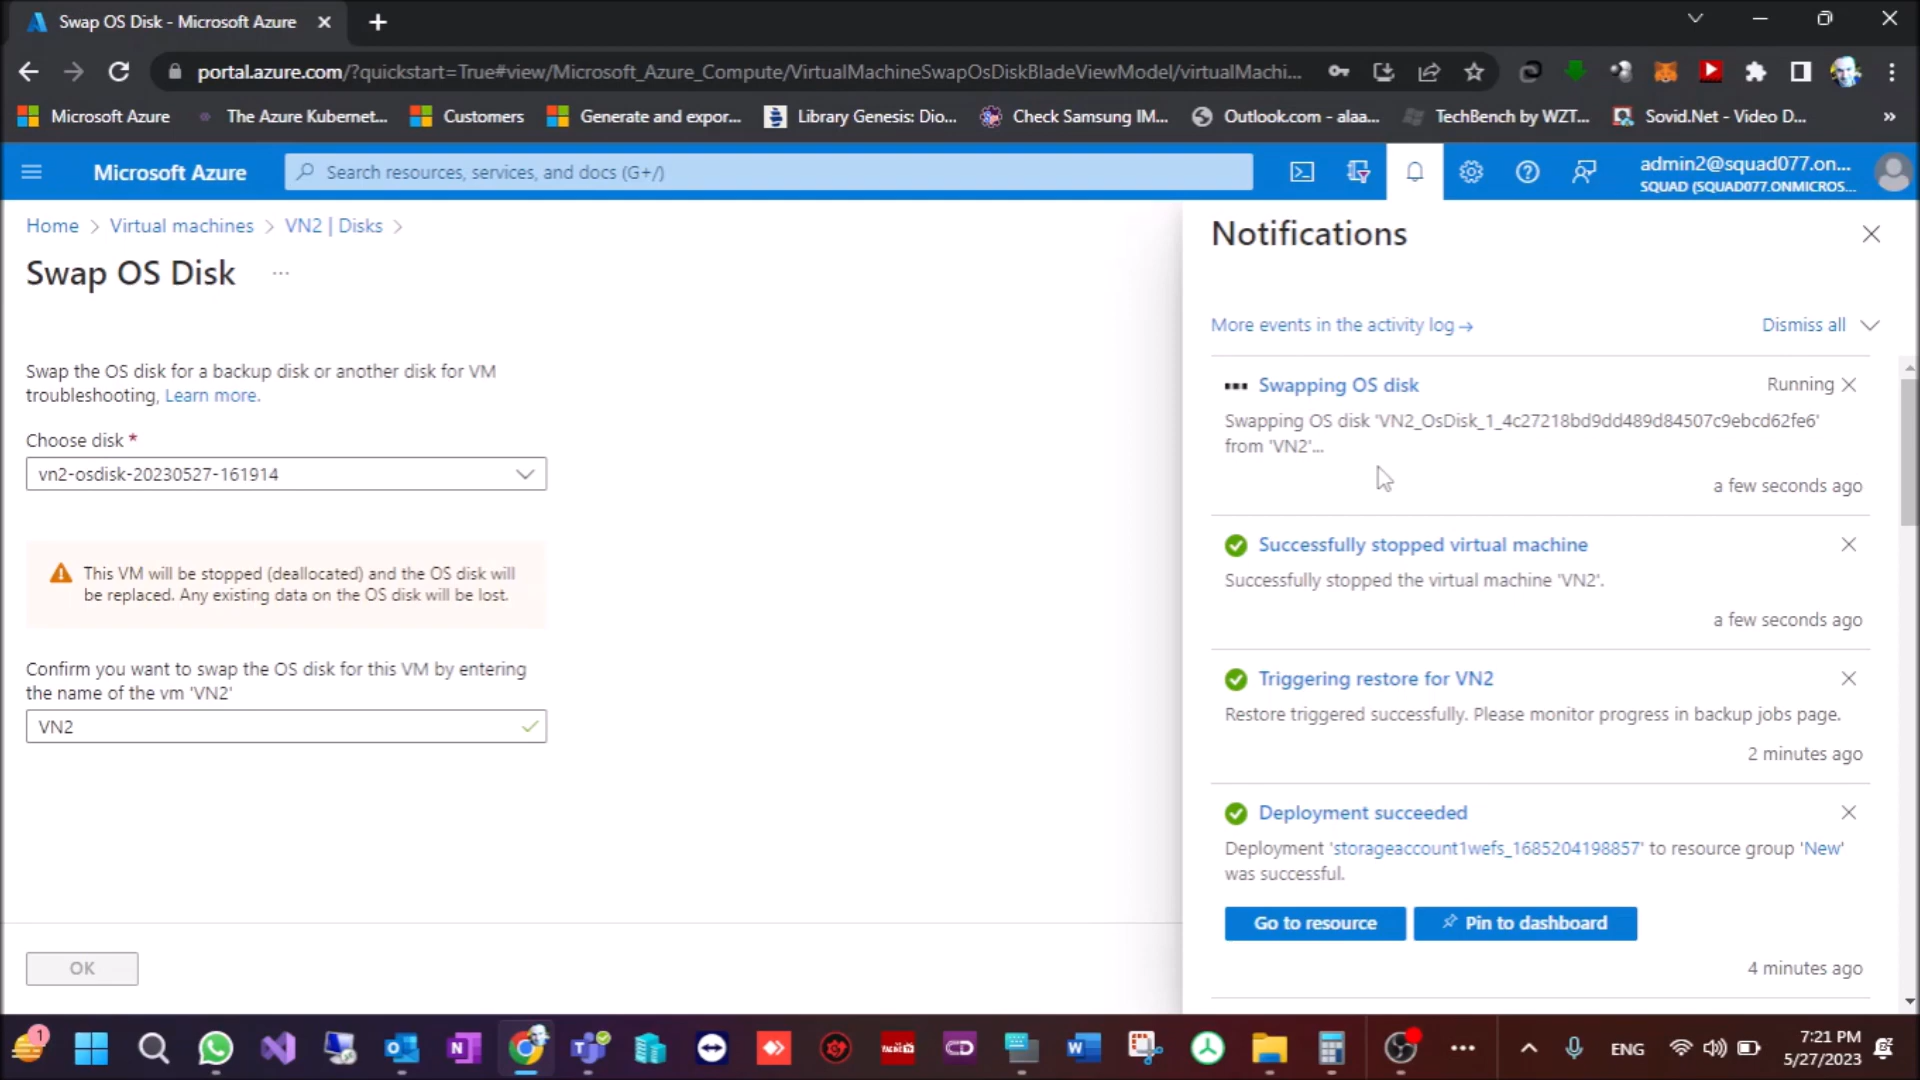 Swap OS Disk - Microsoft Azure
portal.azure.com/?quickstart=True#view/Microsoft_Azure_Compute/VirtualMachineSwapOsDiskBladeViewModel/virtualMachi...
Microsoft Azure
The Azure Kubernet...
Customers
Generate and expor...
Library Genesis: Dio...
Check Samsung IM...
Outlook.com - alaa...
TechBench by WZT...
Sovid.Net - Video D...
»
Microsoft Azure
Search resources, services, and docs (G+/)
admin2@squad077.on...
SQUAD (SQUAD077.ONMICROS...
Home > Virtual machines > VN2 | Disks >
Swap OS Disk ...
Swap the OS disk for a backup disk or another disk for VM
troubleshooting, Learn more.
Choose disk *
vn2-osdisk-20230527-161914
This VM will be stopped (deallocated) and the OS disk will
be replaced. Any existing data on the OS disk will be lost.
Confirm you want to swap the OS disk for this VM by entering
the name of the vm 'VN2'
VN2
OK
Notifications
More events in the activity log →
Dismiss all
Swapping OS disk
Running
Swapping OS disk 'VN2_OsDisk_1_4c27218bd9dd489d84507c9ebcd62fe6'
from 'VN2'...
a few seconds ago
Successfully stopped virtual machine
Successfully stopped the virtual machine 'VN2'.
a few seconds ago
Triggering restore for VN2
Restore triggered successfully. Please monitor progress in backup jobs page.
2 minutes ago
Deployment succeeded
Deployment 'storageaccount1wefs_1685204198857' to resource group 'New'
was successful.
Go to resource
Pin to dashboard
4 minutes ago
1
ENG
7:21 PM
5/27/2023